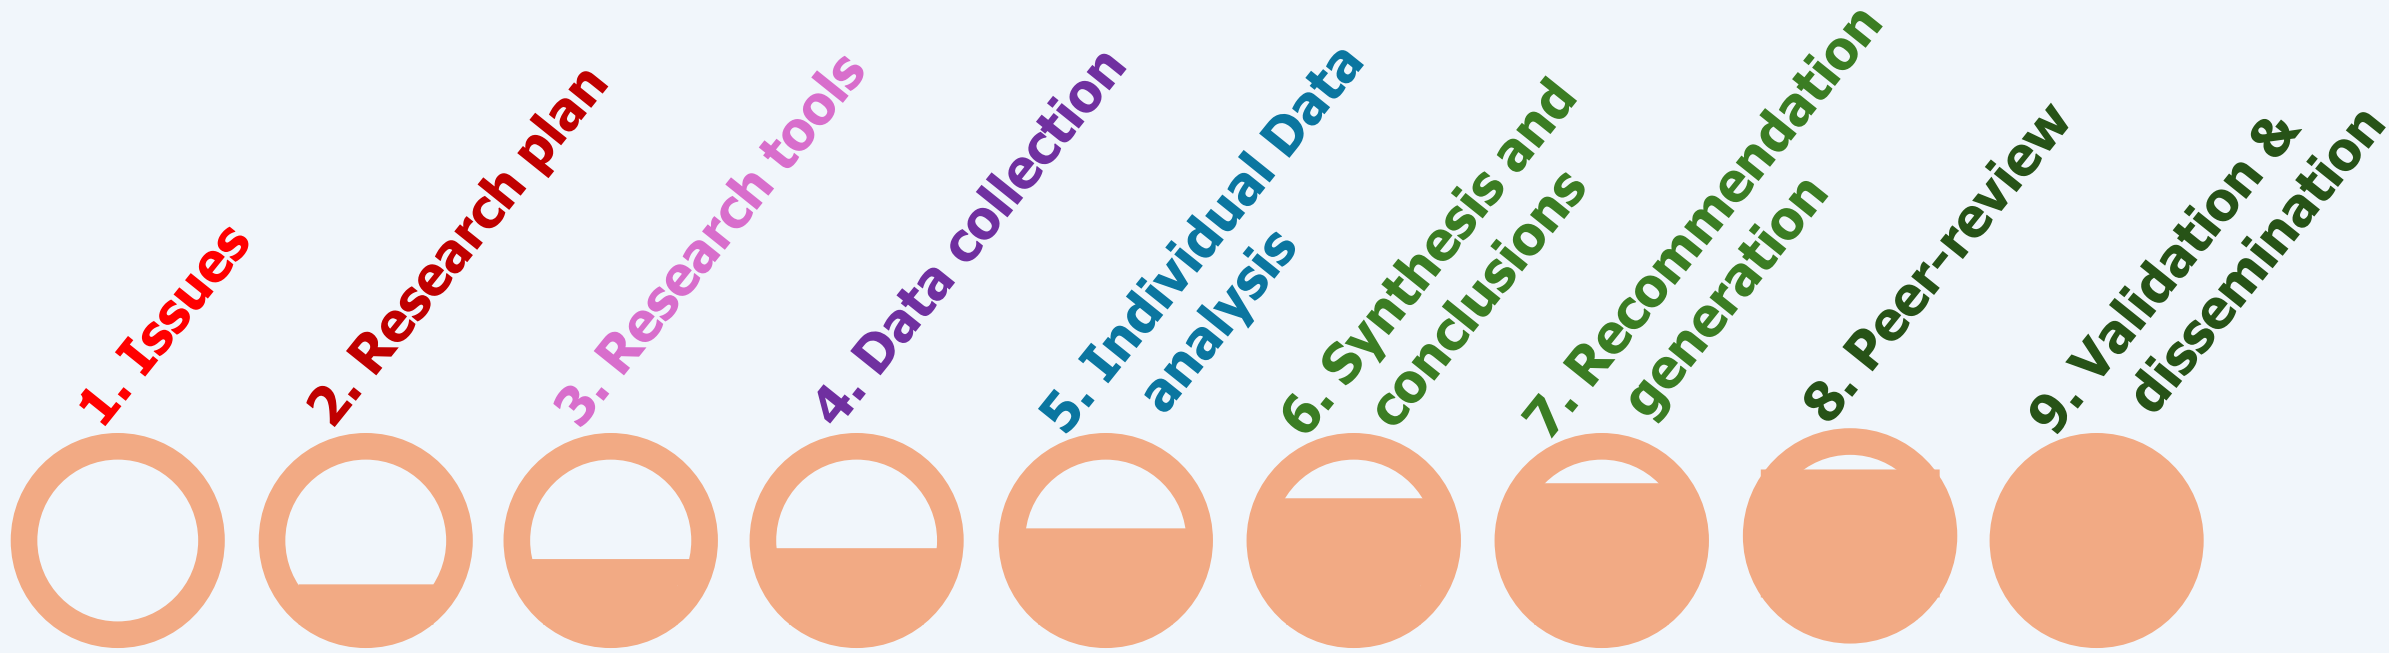 1. Issues
2. Research plan
3. Research tools
4. Data collection
5. Individual Data
analysis
6. Synthesis and
conclusions
7. Recommendation
generation
8. Peer-review
9. Validation &
dissemination